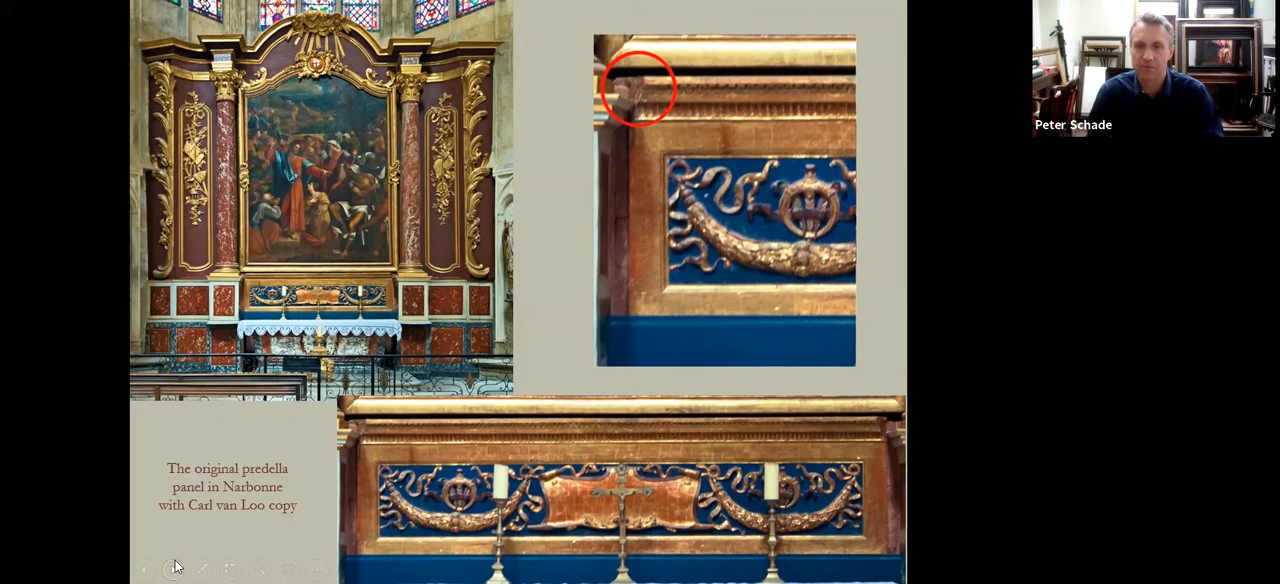 Peter Schade
The original predella
panel in Narbonne
with Carl van Loo copy